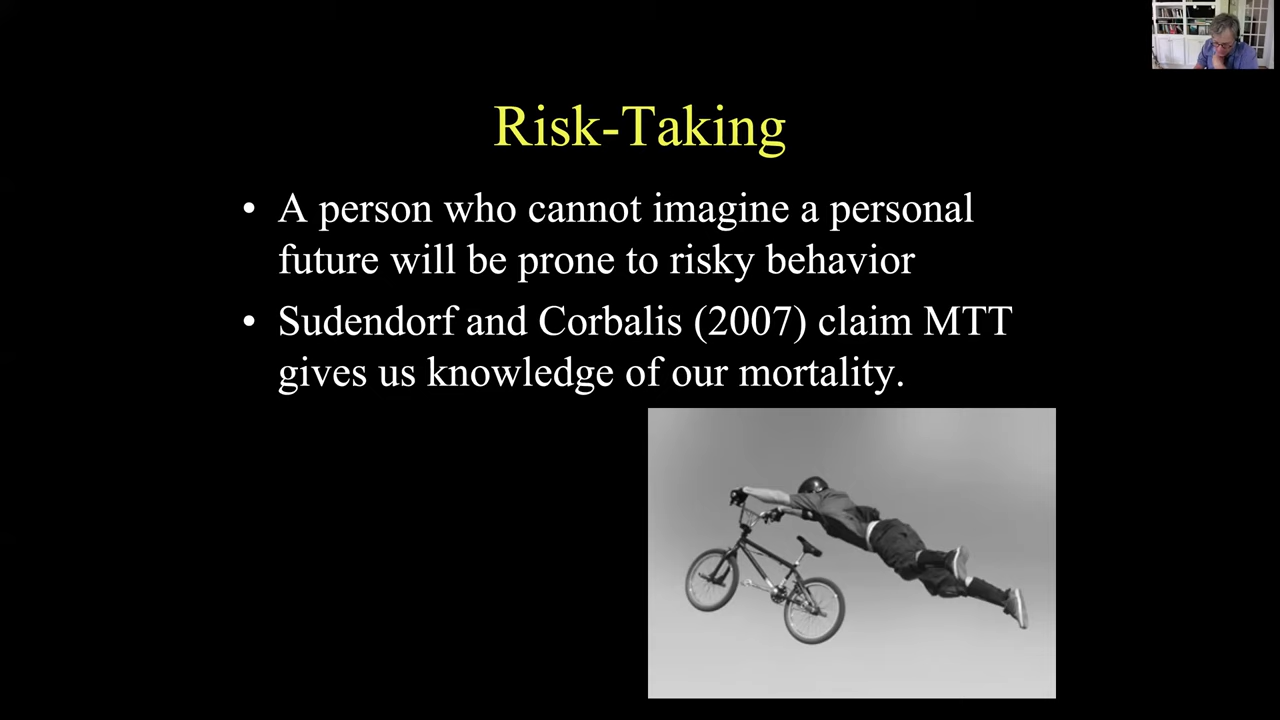 Risk-Taking
• A person who cannot imagine a personal
future will be prone to risky behavior
• Sudendorf and Corbalis (2007) claim MTT
gives us knowledge of our mortality.